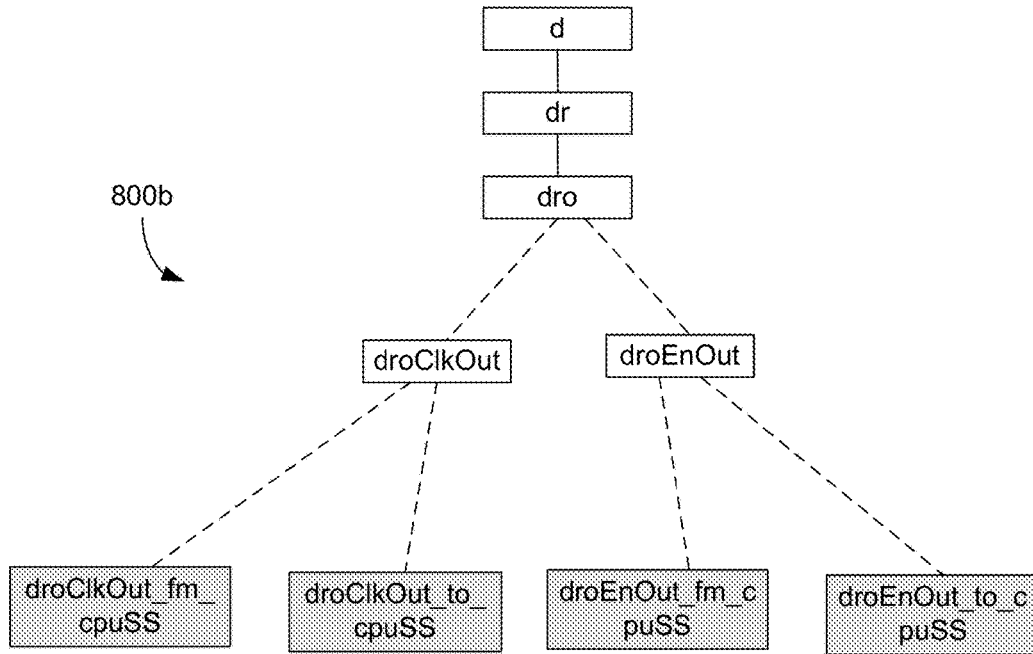 d
dr
dro
800b
droClkOut
droEnOut
droClkOut_fm_
cpuSS
droClkOut_to_
cpuSS
droEnOut_fm_c
puSS
droEnOut_to_c
puSS